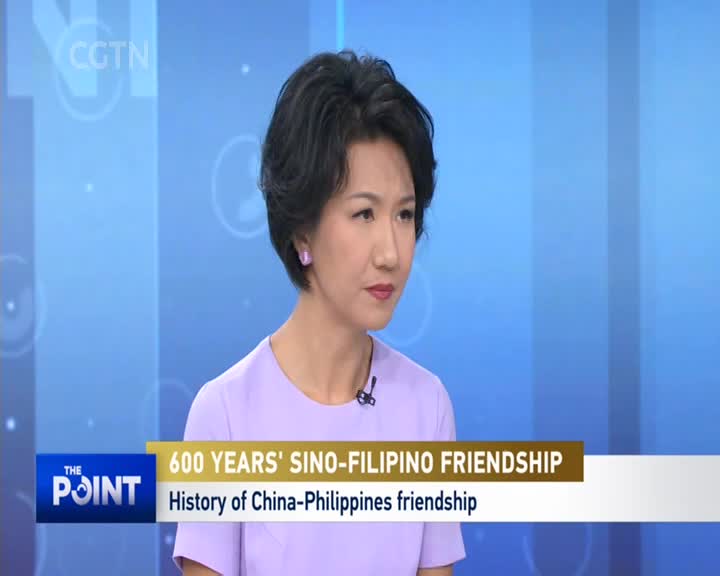 CGTN
600 YEARS' SINO-FILIPINO FRIENDSHIP
THE
POINT
History of China-Philippines friendship